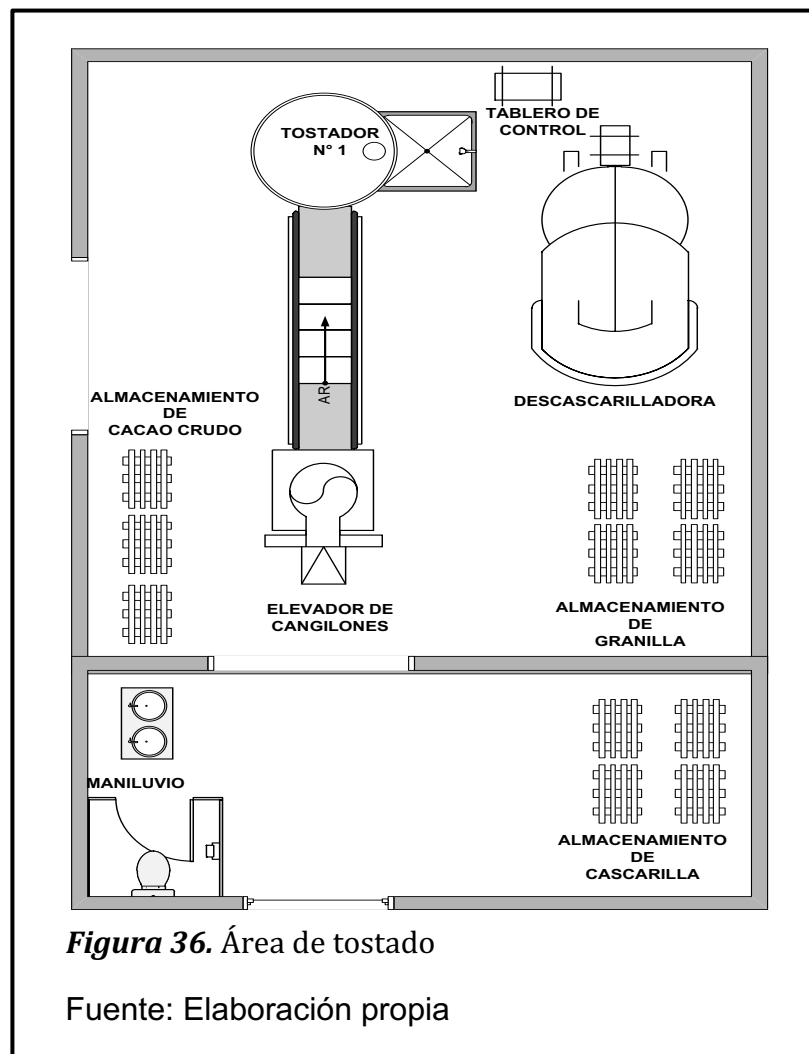 TABLERO DE
CONTROL
TOSTADOR
N° 1
AR
ALMACENAMIENTO
DE
CACAO CRUDO
DESCASCARILLADORA
ELEVADOR DE
CANGILONES
ALMACENAMIENTO
DE
GRANILLA
MANILUVIO
ALMACENAMIENTO
DE
CASCARILLA
Figura 36. Área de tostado
Fuente: Elaboración propia